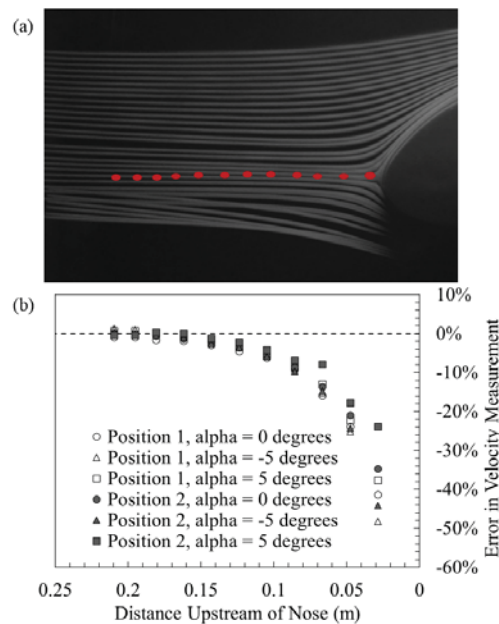 (a)
(b)
10%
0%
-10%
-20%
-30%
-40%
-50%
-60%
Error in Velocity Measurement
Position 1, alpha = 0 degrees
Position 1, alpha = -5 degrees
Position 1, alpha = 5 degrees
Position 2, alpha = 0 degrees
Position 2, alpha = -5 degrees
Position 2, alpha = 5 degrees
0.25 0.2 0.15 0.1 0.05 0
Distance Upstream of Nose (m)